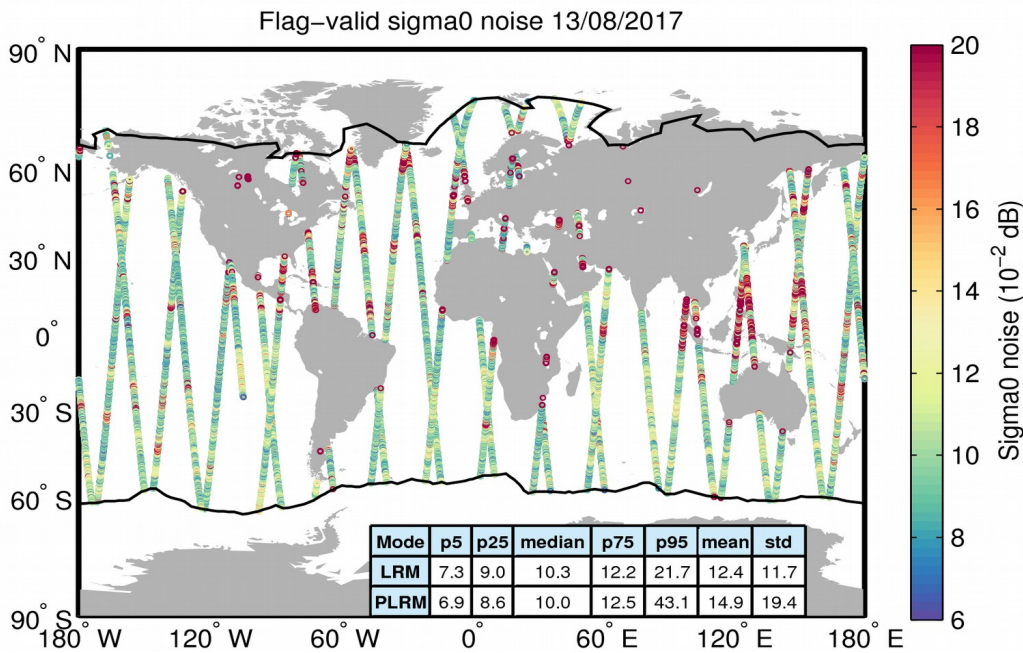 Flag−valid sigma0 noise 13/08/2017
90° N
60° N
30° N
0°
30° S
60° S
90° S
180° W 120° W 60° W 0° 60° E 120° E 180° E
20
18
16
14
12
10
8
6
Sigma0 noise (10−2 dB)
Mode p5 p25 median p75 p95 mean std
LRM 7.3 9.0 10.3 12.2 21.7 12.4 11.7
PLRM 6.9 8.6 10.0 12.5 43.1 14.9 19.4